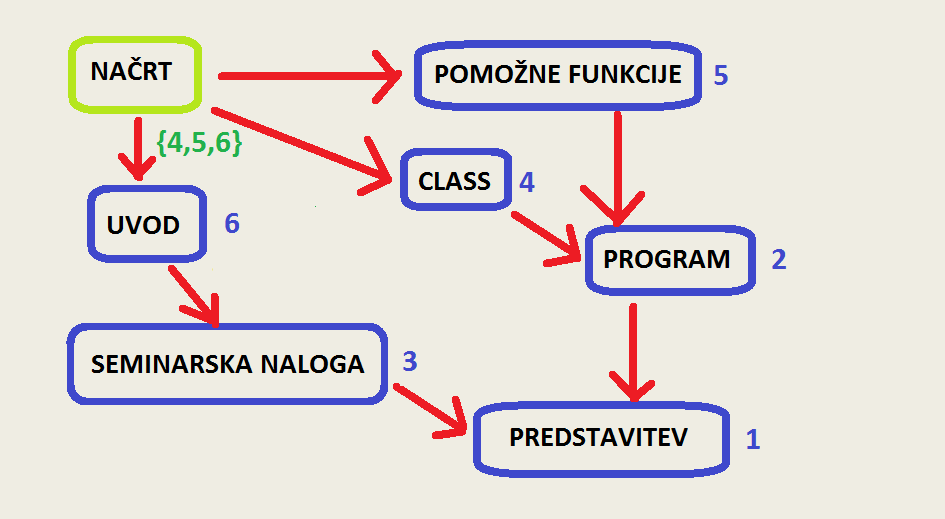 NAČRT
POMOŽNE FUNKCIJE 5
{4,5,6}
CLASS 4
UVOD 6
PROGRAM 2
SEMINARSKA NALOGA 3
PREDSTAVITEV 1